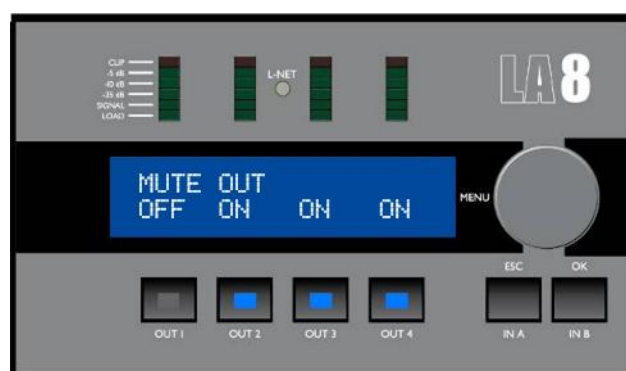 CLIP
-5 dB
-10 dB
-25 dB
SIGNAL
LOAD
L-NET
LA8
MUTE OUT
OFF ON ON ON
MENU
ESC OK
OUT 1 OUT 2 OUT 3 OUT 4 IN A IN B